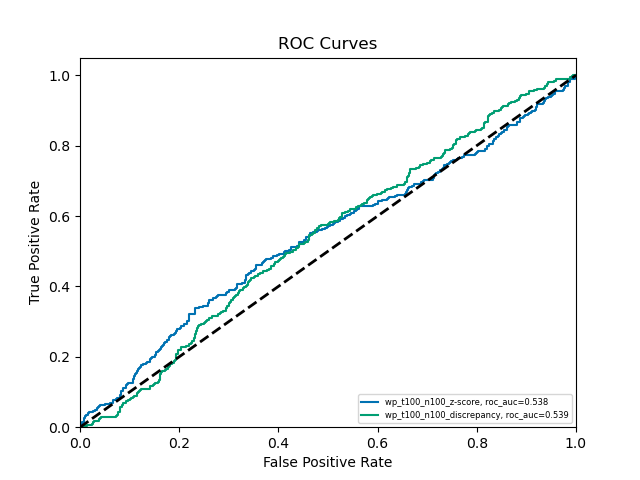 ROC Curves
True Positive Rate
1.0
0.8
0.6
0.4
0.2
0.0
0.0 0.2 0.4 0.6 0.8 1.0
False Positive Rate
wp_t100_n100_z-score, roc_auc=0.538
wp_t100_n100_discrepancy, roc_auc=0.539